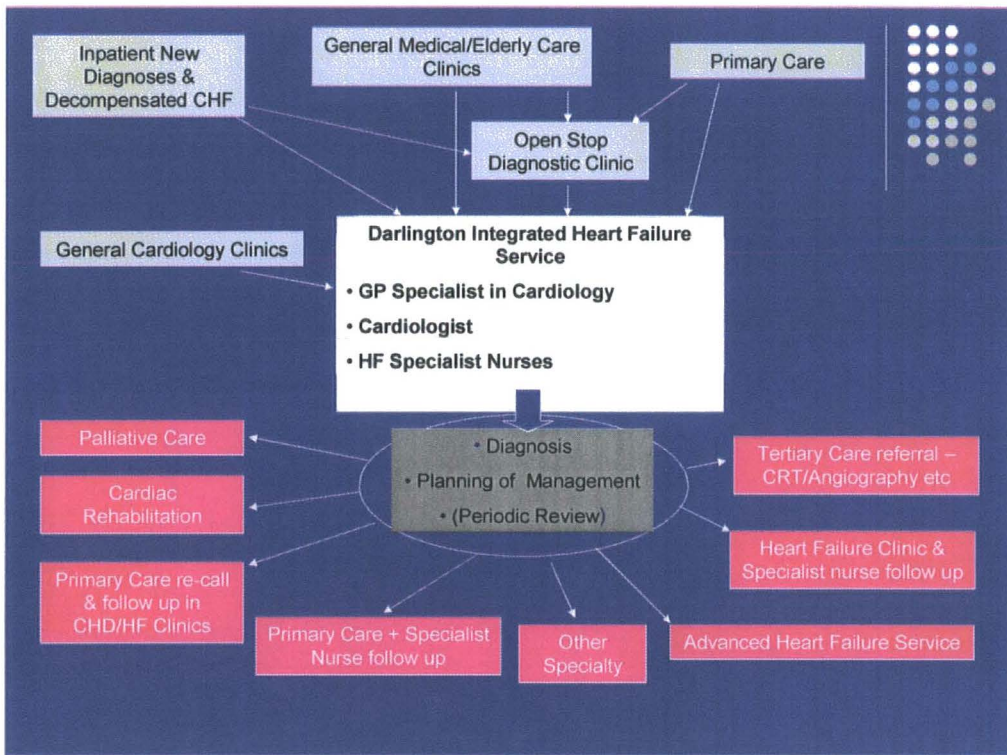 Inpatient New
Diagnoses &
Decompensated CHF
General Medical/Elderly Care
Clinics
Primary Care
Open Stop
Diagnostic Clinic
General Cardiology Clinics
Darlington Integrated Heart Failure
Service
• GP Specialist in Cardiology
• Cardiologist
• HF Specialist Nurses
• Diagnosis
• Planning of Management
• (Periodic Review)
Palliative Care
Cardiac
Rehabilitation
Primary Care re-call
& follow up in
CHD/HF Clinics
Primary Care + Specialist
Nurse follow up
Other
Specialty
Advanced Heart Failure Service
Heart Failure Clinic &
Specialist nurse follow up
Tertiary Care referral –
CRT/Angiography etc